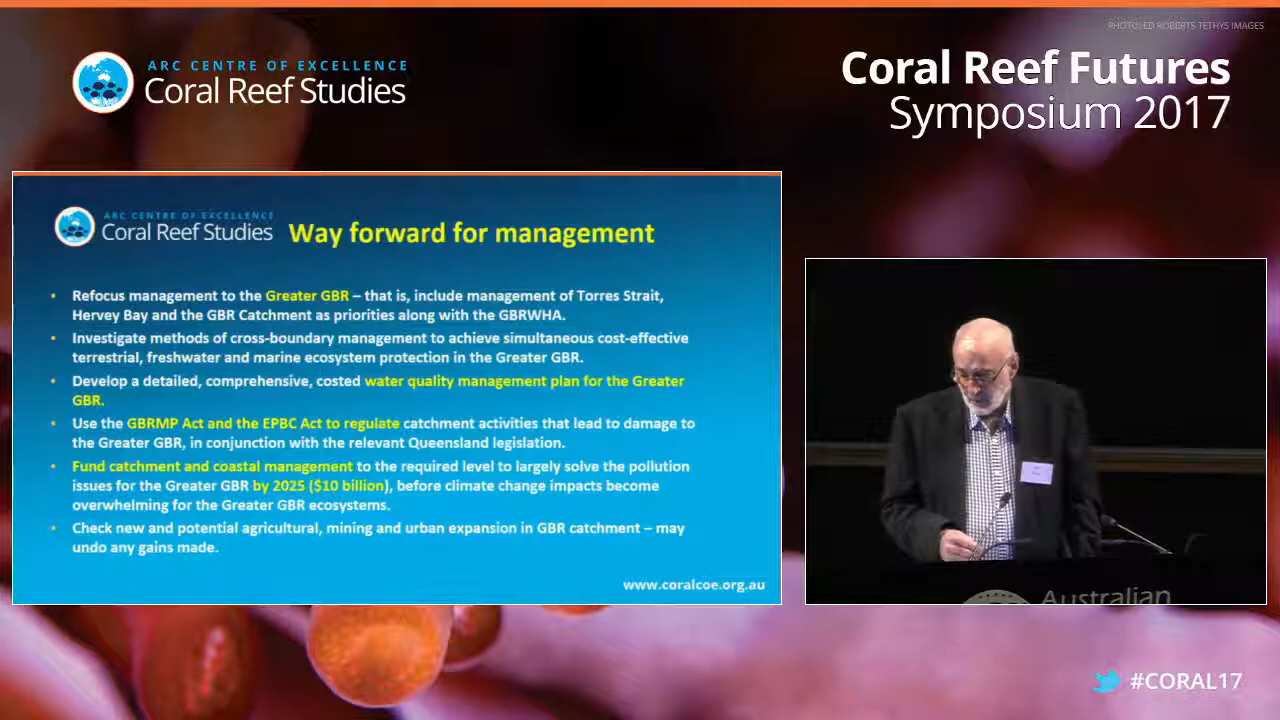 PHOTO: ED ROBERTS TETHYS IMAGES
ARC CENTRE OF EXCELLENCE
Coral Reef Studies
Coral Reef Futures
Symposium 2017
ARC CENTRE OF EXCELLENCE
Coral Reef Studies
Way forward for management
• Refocus management to the Greater GBR – that is, include management of Torres Strait,
Hervey Bay and the GBR Catchment as priorities along with the GBRWHA.
• Investigate methods of cross-boundary management to achieve simultaneous cost-effective
terrestrial, freshwater and marine ecosystem protection in the Greater GBR.
• Develop a detailed, comprehensive, costed water quality management plan for the Greater
GBR.
• Use the GBRMP Act and the EPBC Act to regulate catchment activities that lead to damage to
the Greater GBR, in conjunction with the relevant Queensland legislation.
• Fund catchment and coastal management to the required level to largely solve the pollution
issues for the Greater GBR by 2025 ($10 billion), before climate change impacts become
overwhelming for the Greater GBR ecosystems.
• Check new and potential agricultural, mining and urban expansion in GBR catchment – may
undo any gains made.
www.coralcoe.org.au
Australian
#CORAL17